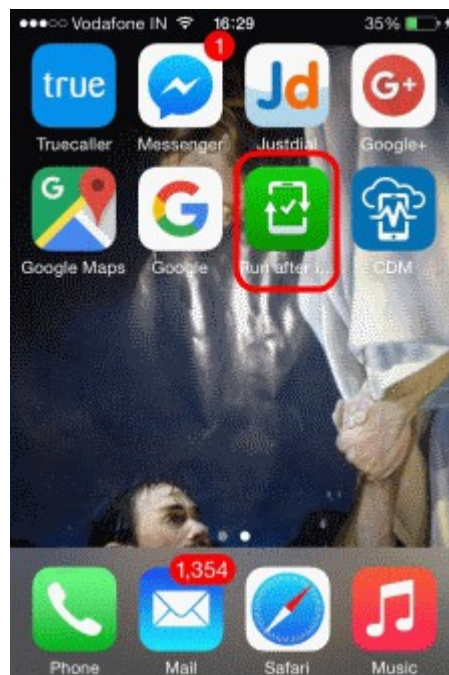 Vodafone IN 16:29 35%
true 1 Jd G+
Truecaller Messenger Justdial Google+
G G
Google Maps Google Run after i... CDM
1,354
Phone Mail Safari Music